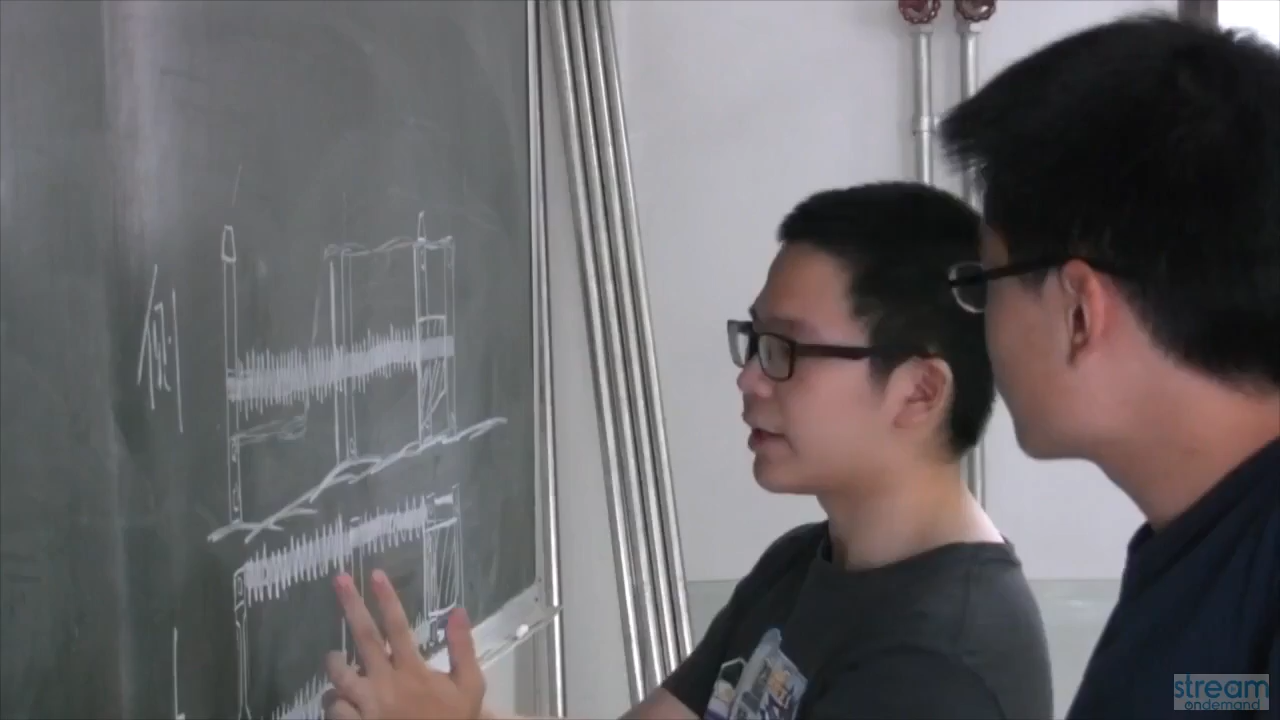 側
stream
ondemand